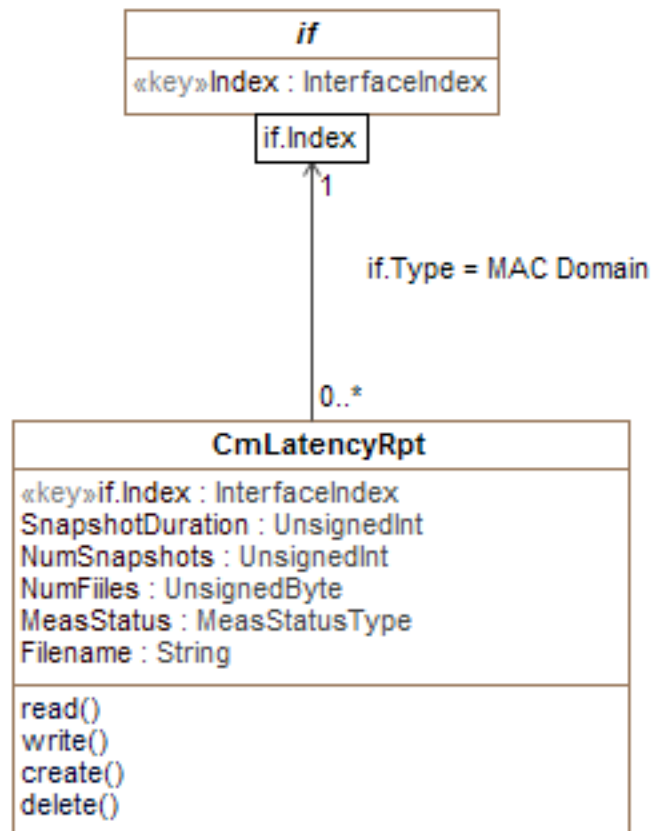 if
«key»Index : InterfaceIndex
if.Index
1
if.Type = MAC Domain
0..*
CmLatencyRpt
«key»if.Index : InterfaceIndex
SnapshotDuration : UnsignedInt
NumSnapshots : UnsignedInt
NumFiiles : UnsignedByte
MeasStatus : MeasStatusType
Filename : String
read()
write()
create()
delete()